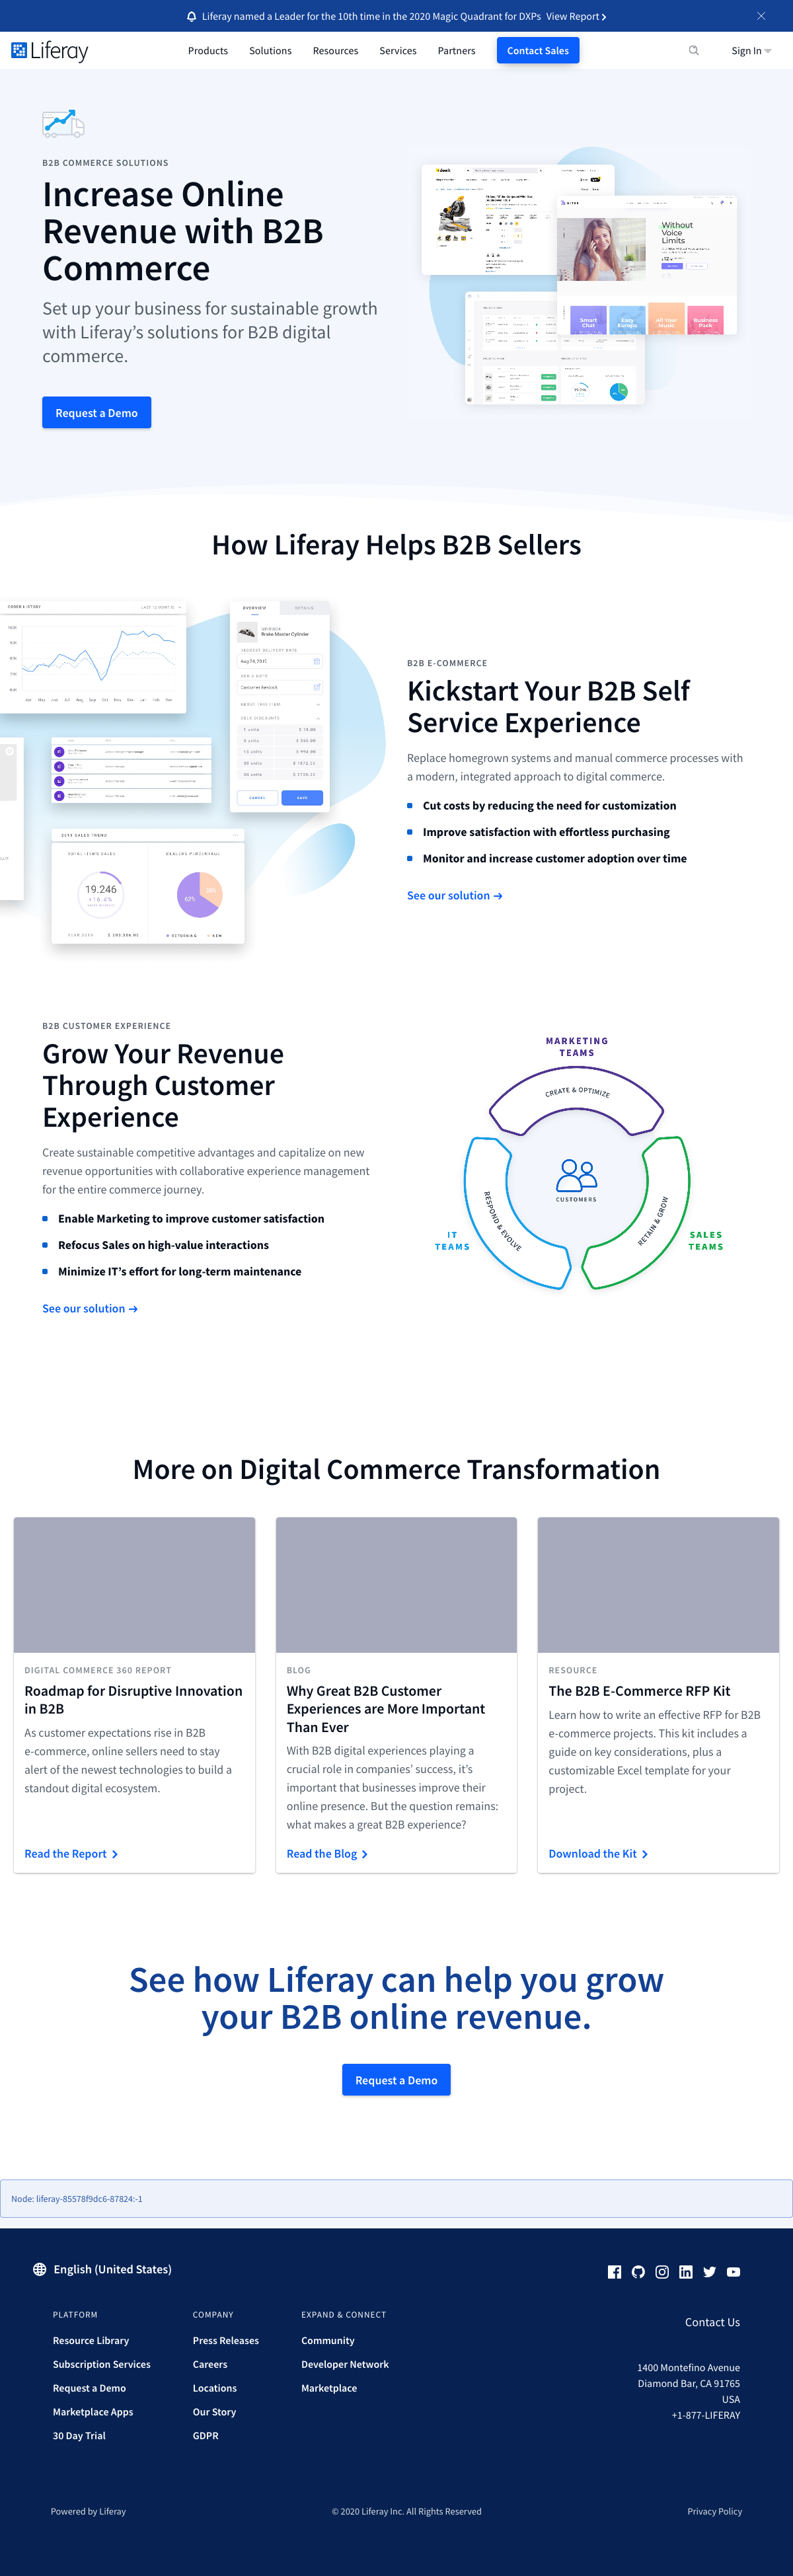 Liferay named a Leader for the 10th time in the 2020 Magic Quadrant for DXPs View Report
Liferay
Products
Solutions
Resources
Services
Partners
Contact Sales
Sign In
B2B COMMERCE SOLUTIONS
Increase Online
Revenue with B2B
Commerce
Set up your business for sustainable growth
with Liferay’s solutions for B2B digital
commerce.
Request a Demo
Without
Voice
Limits
Smart
Chat
Easy
Europe
All Your
Music
Business
Pack
How Liferay Helps B2B Sellers
OVERVIEW
DETAILS
Brake Master Cylinder
CANCEL
SAVE
19.246
62%
B2B E-COMMERCE
Kickstart Your B2B Self
Service Experience
Replace homegrown systems and manual commerce processes with
a modern, integrated approach to digital commerce.
Cut costs by reducing the need for customization
Improve satisfaction with effortless purchasing
Monitor and increase customer adoption over time
See our solution
B2B CUSTOMER EXPERIENCE
Grow Your Revenue
Through Customer
Experience
Create sustainable competitive advantages and capitalize on new
revenue opportunities with collaborative experience management
for the entire commerce journey.
Enable Marketing to improve customer satisfaction
Refocus Sales on high-value interactions
Minimize IT’s effort for long-term maintenance
See our solution
MARKETING
TEAMS
CREATE & OPTIMIZE
CUSTOMERS
RESPOND & EVOLVE
RETAIN & GROW
IT
TEAMS
SALES
TEAMS
More on Digital Commerce Transformation
DIGITAL COMMERCE 360 REPORT
Roadmap for Disruptive Innovation
in B2B
As customer expectations rise in B2B
e-commerce, online sellers need to stay
alert of the newest technologies to build a
standout digital ecosystem.
Read the Report
BLOG
Why Great B2B Customer
Experiences are More Important
Than Ever
With B2B digital experiences playing a
crucial role in companies’ success, it’s
important that businesses improve their
online presence. But the question remains:
what makes a great B2B experience?
Read the Blog
RESOURCE
The B2B E-Commerce RFP Kit
Learn how to write an effective RFP for B2B
e-commerce projects. This kit includes a
guide on key considerations, plus a
customizable Excel template for your
project.
Download the Kit
See how Liferay can help you grow
your B2B online revenue.
Request a Demo
Node: liferay-85578f9dc6-87824:-1
English (United States)
PLATFORM
Resource Library
Subscription Services
Request a Demo
Marketplace Apps
30 Day Trial
COMPANY
Press Releases
Careers
Locations
Our Story
GDPR
EXPAND & CONNECT
Community
Developer Network
Marketplace
Contact Us
1400 Montefino Avenue
Diamond Bar, CA 91765
USA
+1-877-LIFERAY
Powered by Liferay
© 2020 Liferay Inc. All Rights Reserved
Privacy Policy